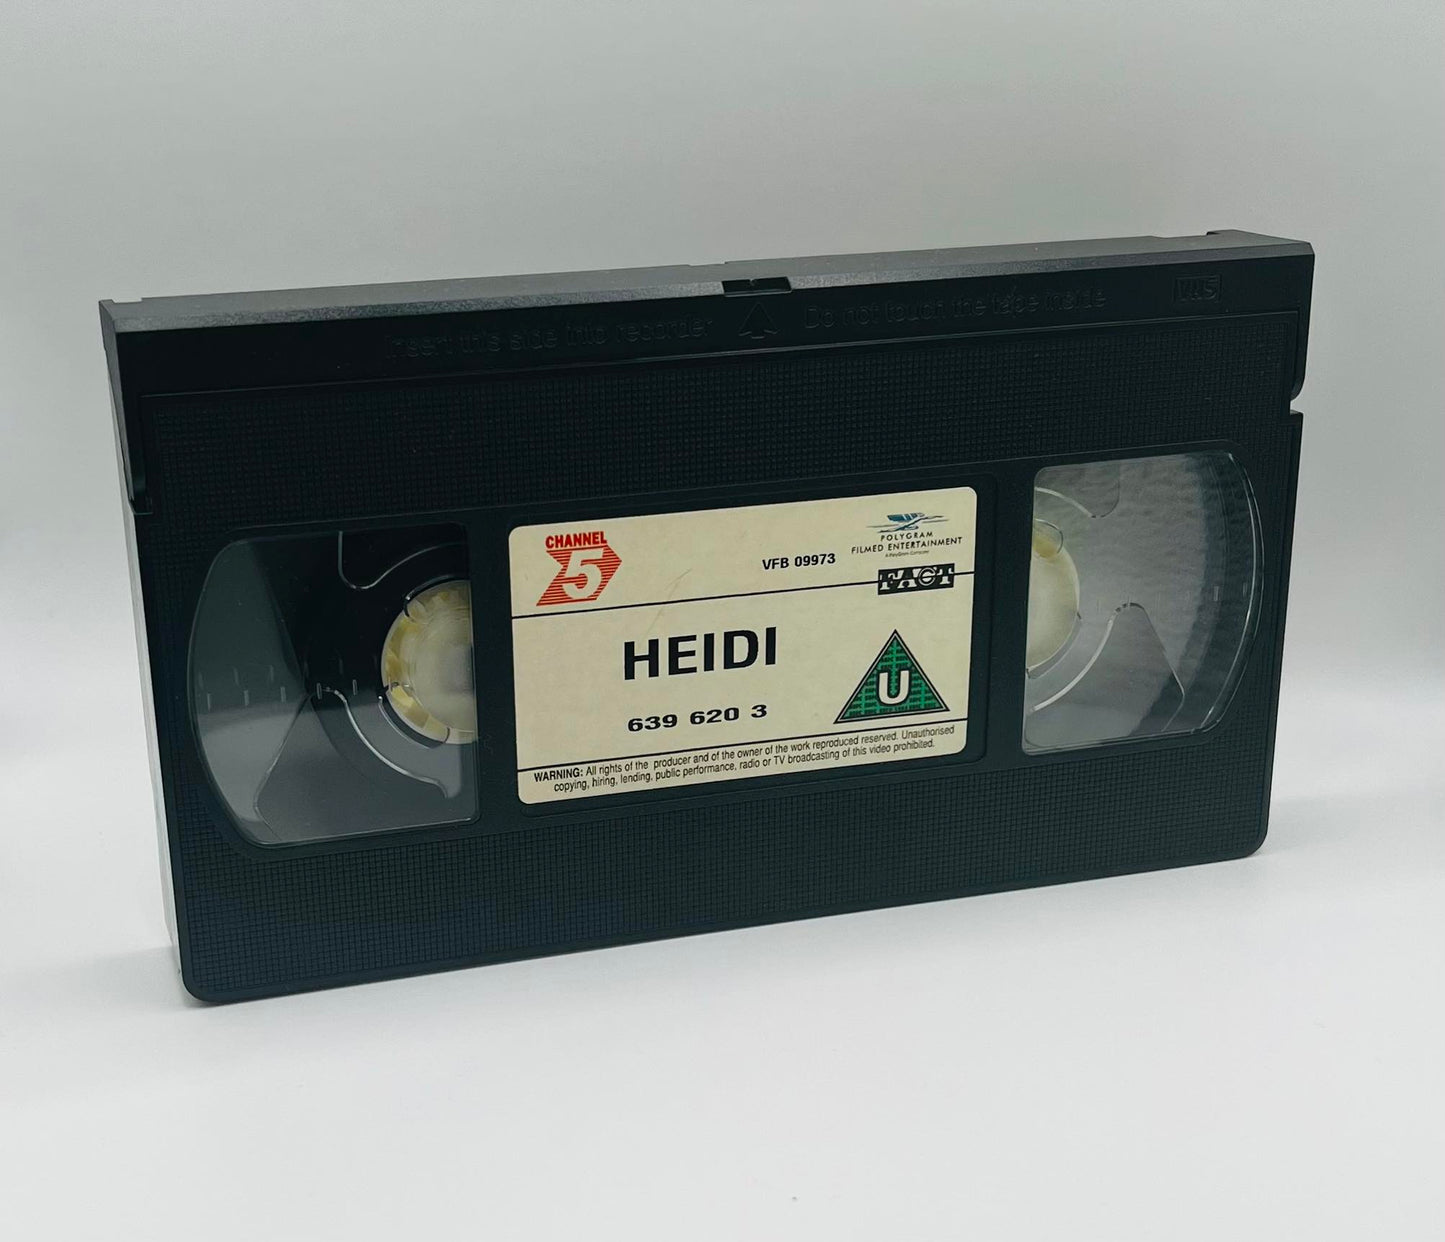 Insert this side into recorder
Do not touch the tape inside
VHS
CHANNEL
5
VFB 09973
POLYGRAM
FILMED ENTERTAINMENT
A PolyGram Company
FACT
HEIDI
U
639 620 3
WARNING: All rights of the producer and of the owner of the work reproduced reserved. Unauthorised
copying, hiring, lending, public performance, radio or TV broadcasting of this video prohibited.